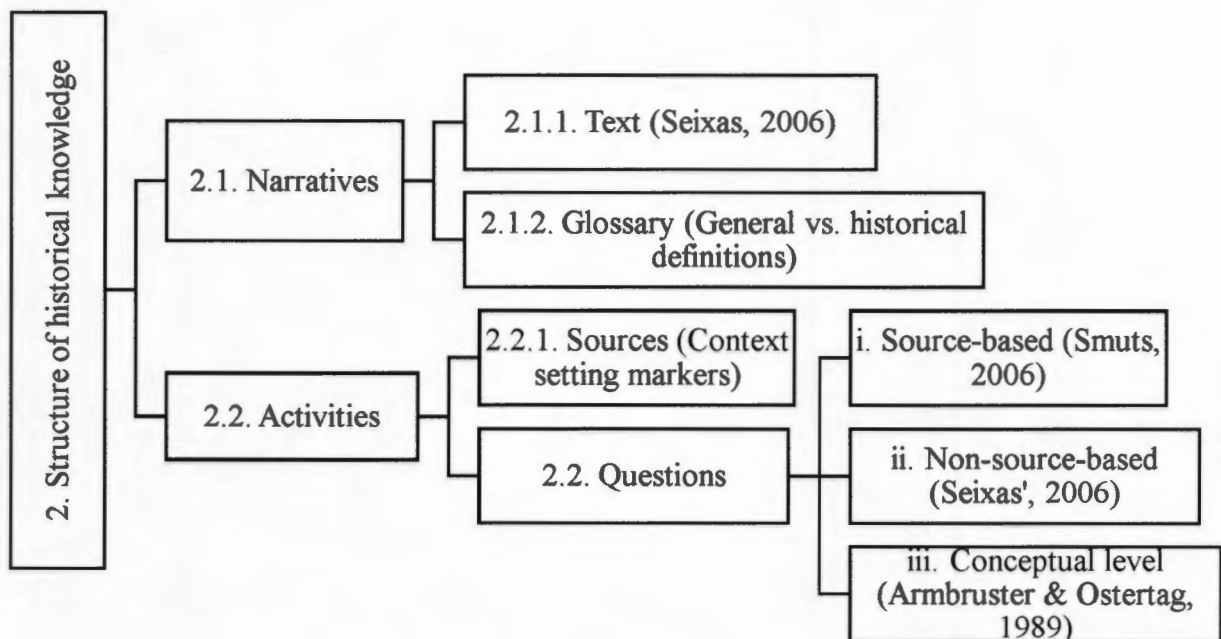 2. Structure of historical knowledge
2.1. Narratives
2.1.1. Text (Seixas, 2006)
2.1.2. Glossary (General vs. historical
definitions)
2.2. Activities
2.2.1. Sources (Context
setting markers)
2.2. Questions
i. Source-based (Smuts,
2006)
ii. Non-source-based
(Seixas', 2006)
iii. Conceptual level
(Armbruster & Ostertag,
1989)